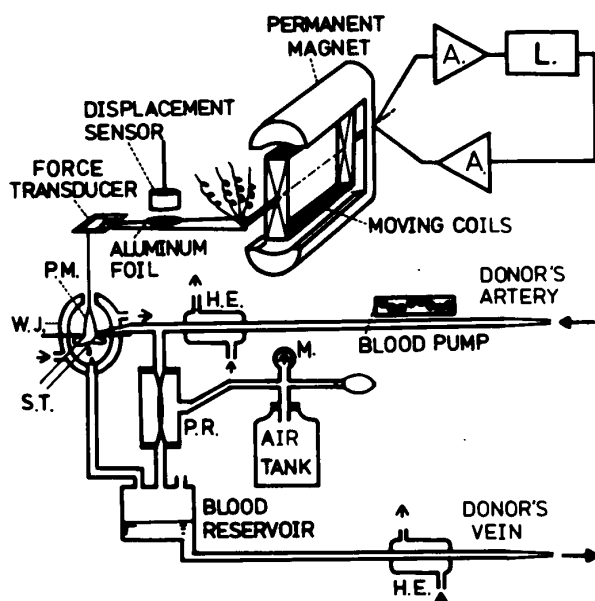 PERMANENT
MAGNET
A.
L.
DISPLACEMENT
SENSOR
A.
FORCE
TRANSDUCER
MOVING COILS
ALUMINUM
FOIL
P.M.
H.E.
DONOR'S
ARTERY
W.J.
BLOOD PUMP
M.
S.T.
P.R.
AIR
TANK
BLOOD
RESERVOIR
DONOR'S
VEIN
H.E.